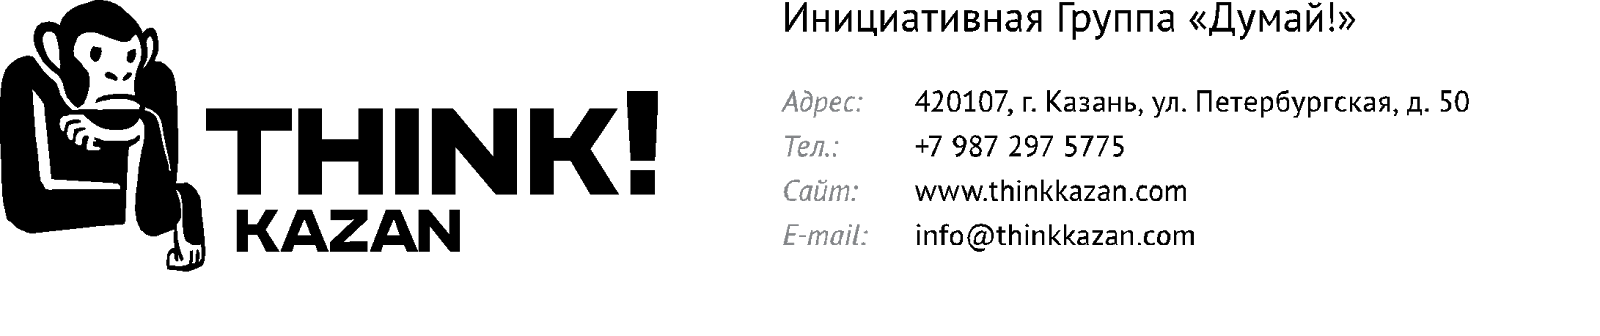 THINK!
KAZAN
Инициативная Группа «Думай!»
Адрес: 420107, г. Казань, ул. Петербургская, д. 50
Тел.: +7 987 297 5775
Сайт: www.thinkkazan.com
E-mail: info@thinkkazan.com